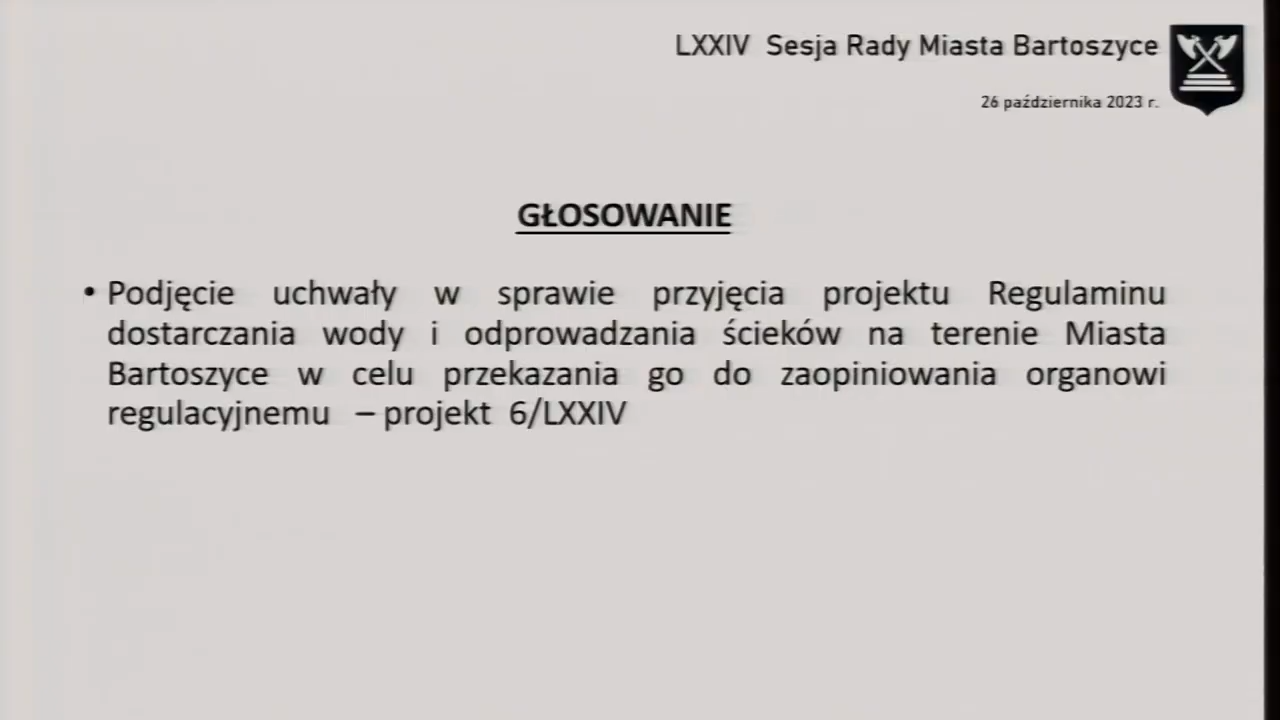 LXXIV Sesja Rady Miasta Bartoszyce
26 października 2023 r.
GŁOSOWANIE
• Podjęcie uchwały w sprawie przyjęcia projektu Regulaminu
dostarczania wody i odprowadzania ścieków na terenie Miasta
Bartoszyce w celu przekazania go do zaopiniowania organowi
regulacyjnemu – projekt 6/LXXIV